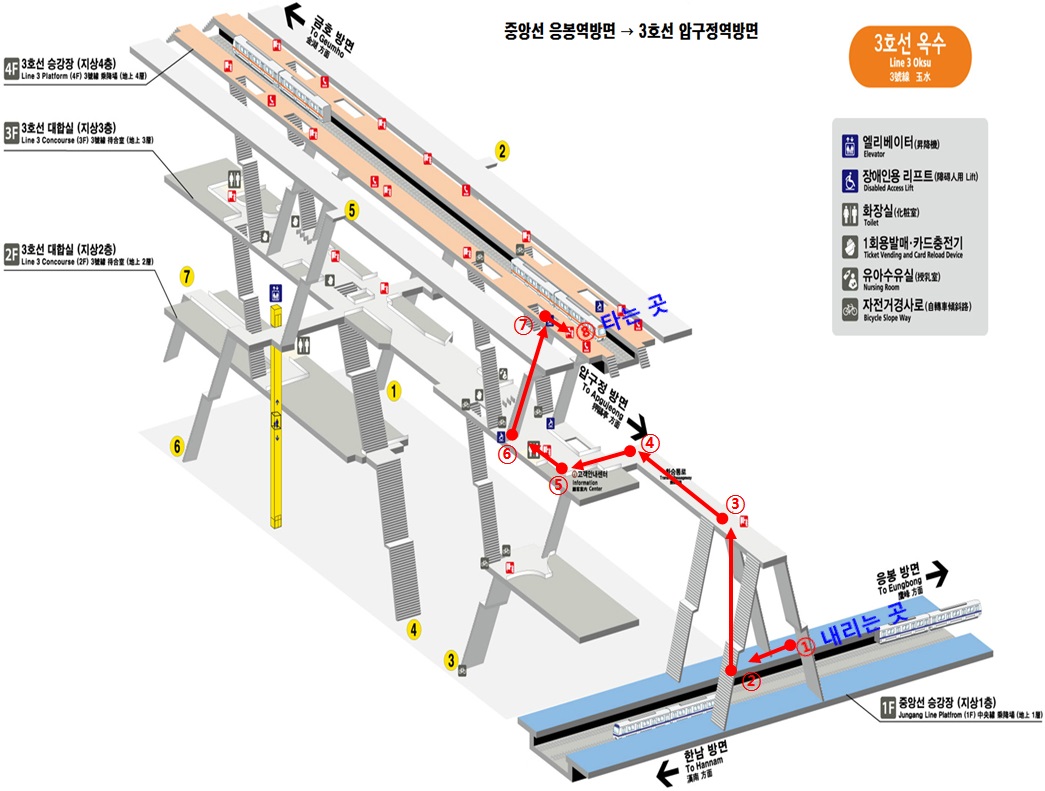 중앙선 응봉역방면 → 3호선 압구정역방면
3호선 옥수
Line 3 Oksu
3號線 玉水
금호 방면
To Geumho
金湖 方面
4F 3호선 승강장 (지상4층)
Line 3 Platform (4F) 3號線 乘降場 (地上 4層)
3F 3호선 대합실 (지상3층)
Line 3 Concourse (3F) 3號線 待合室 (地上 3層)
2F 3호선 대합실 (지상2층)
Line 3 Concourse (2F) 3號線 待合室 (地上 2層)
엘리베이터(昇降機)
Elevator
장애인용 리프트(障碍人用 Lift)
Disabled Access Lift
화장실(化粧室)
Toilet
1회용발매·카드충전기
Ticket Vending and Card Reload Device
유아수유실(授乳室)
Nursing Room
자전거경사로(自轉車傾斜路)
Bicycle Slope Way
2
5
7
1
6
4
3
⑦
⑧ 타는 곳
압구정 방면
To Apgujeong
狎鷗亭 方面
④
⑥
⑤
①고객안내센터
Information
顧客案內 Center
환승통로
③
응봉 방면
To Eungbong
鷹峰 方面
① 내리는 곳
②
1F 중앙선 승강장 (지상1층)
Jungang Line Platfrom (1F) 中央線 乘降場 (地上 1層)
한남 방면
To Hannam
漢南 方面